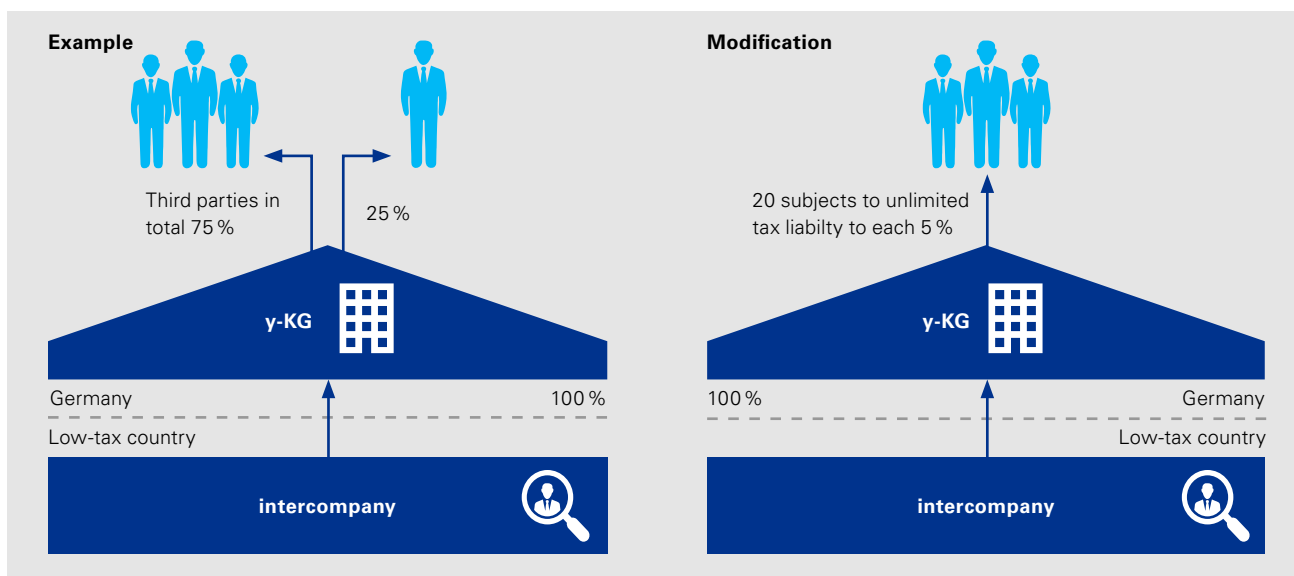 Example
Third parties in
total 75 %
25 %
y-KG
Germany
100 %
Low-tax country
intercompany
Modification
20 subjects to unlimited
tax liabilty to each 5 %
y-KG
100 %
Germany
Low-tax country
intercompany